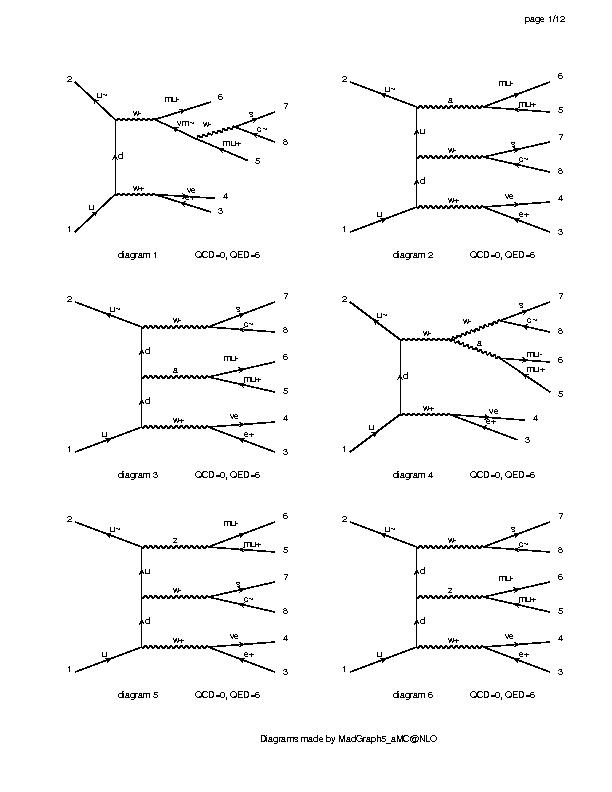 page 1/12
2
u~
w-
mu-
6
vm~
w-
s
7
c~
8
mu+
5
d
w+
ve
4
e+
3
u
1
diagram 1 QCD=0, QED=6
2
u~
a
mu-
6
mu+
5
u
w-
s
7
c~
8
d
w+
ve
4
e+
3
u
1
diagram 2 QCD=0, QED=6
2
u~
w-
s
7
c~
8
d
a
mu-
6
mu+
5
d
w+
ve
4
e+
3
u
1
diagram 3 QCD=0, QED=6
2
u~
w-
w-
s
7
c~
8
a
mu-
6
mu+
5
d
w+
ve
4
e+
3
u
1
diagram 4 QCD=0, QED=6
2
u~
z
mu-
6
mu+
5
u
w-
s
7
c~
8
d
w+
ve
4
e+
3
u
1
diagram 5 QCD=0, QED=6
2
u~
w-
s
7
c~
8
d
z
mu-
6
mu+
5
d
w+
ve
4
e+
3
u
1
diagram 6 QCD=0, QED=6
Diagrams made by MadGraph5_aMC@NLO